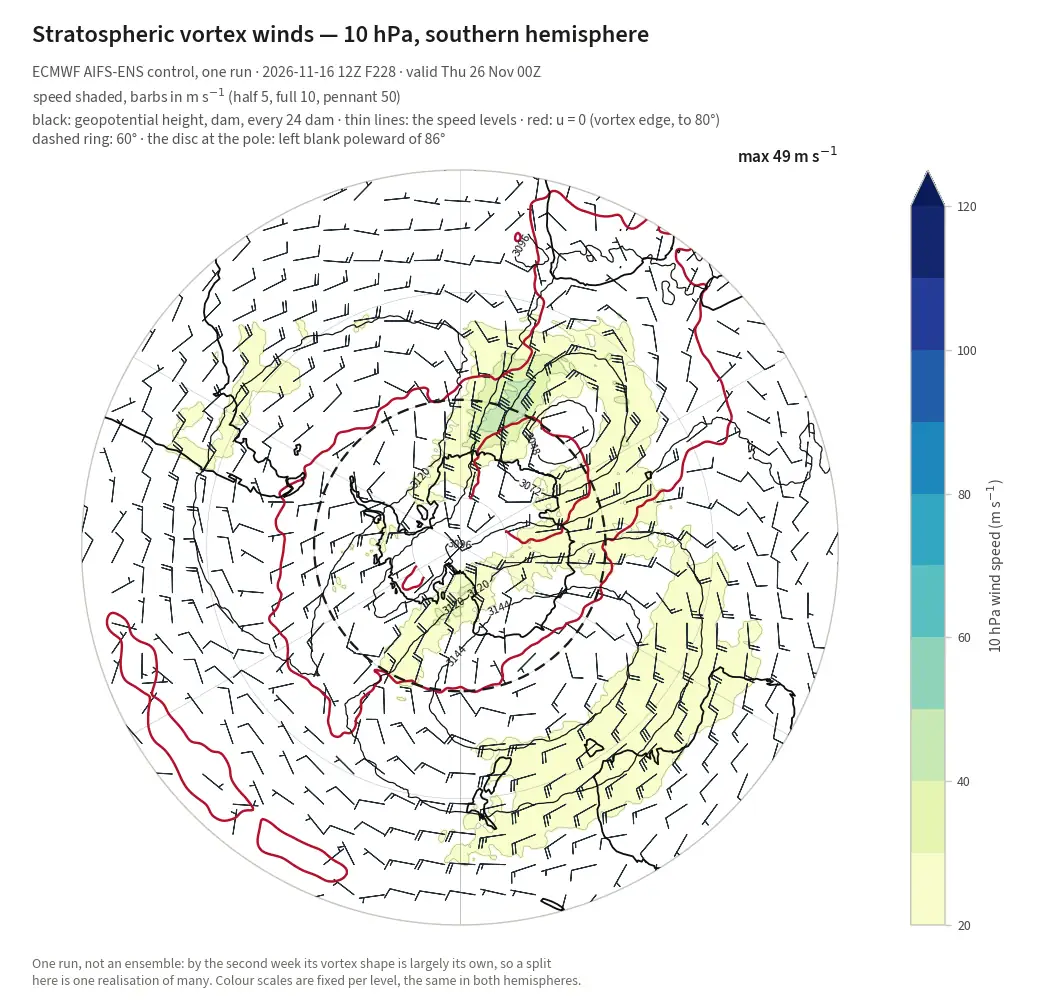 Stratospheric vortex winds — 10 hPa, southern hemisphere
ECMWF AIFS-ENS control, one run · 2026-11-16 12Z F228 · valid Thu 26 Nov 00Z
speed shaded, barbs in m s⁻¹ (half 5, full 10, pennant 50)
black: geopotential height, dam, every 24 dam · thin lines: the speed levels · red: u = 0 (vortex edge, to 80°)
dashed ring: 60° · the disc at the pole: left blank poleward of 86°
max 49 m s⁻¹
120
100
80
60
40
20
10 hPa wind speed (m s⁻¹)
3096
3120
3048
3072
3096
3120
3120
3144
3144
One run, not an ensemble: by the second week its vortex shape is largely its own, so a split
here is one realisation of many. Colour scales are fixed per level, the same in both hemispheres.